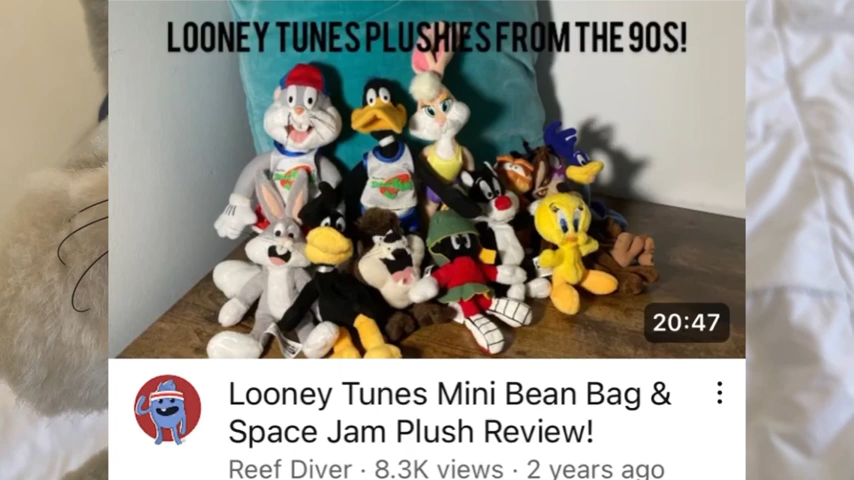 LOONEY TUNES PLUSHIES FROM THE 90S!
20:47
Looney Tunes Mini Bean Bag &
Space Jam Plush Review!
Reef Diver · 8.3K views · 2 years ago